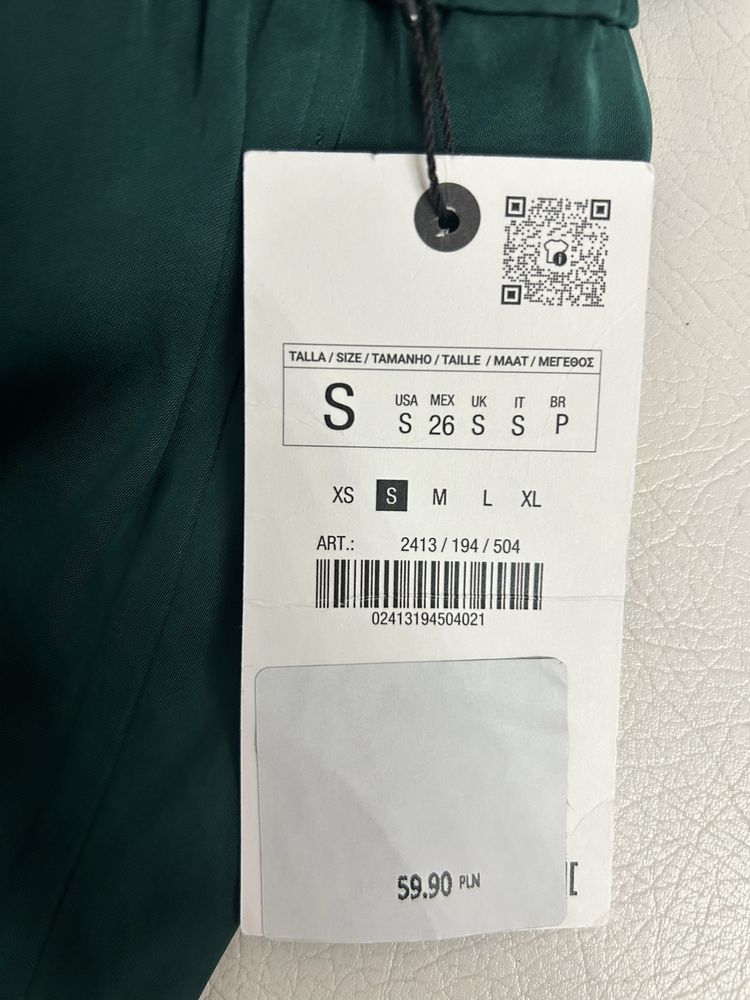 TALLA / SIZE / TAMANHO / TAILLE / MAAT / ΜΕΓΕΘΟΣ
S
USA MEX UK IT BR
S 26 S S P
XS S M L XL
ART.: 2413 / 194 / 504
02413194504021
59.90 PLN